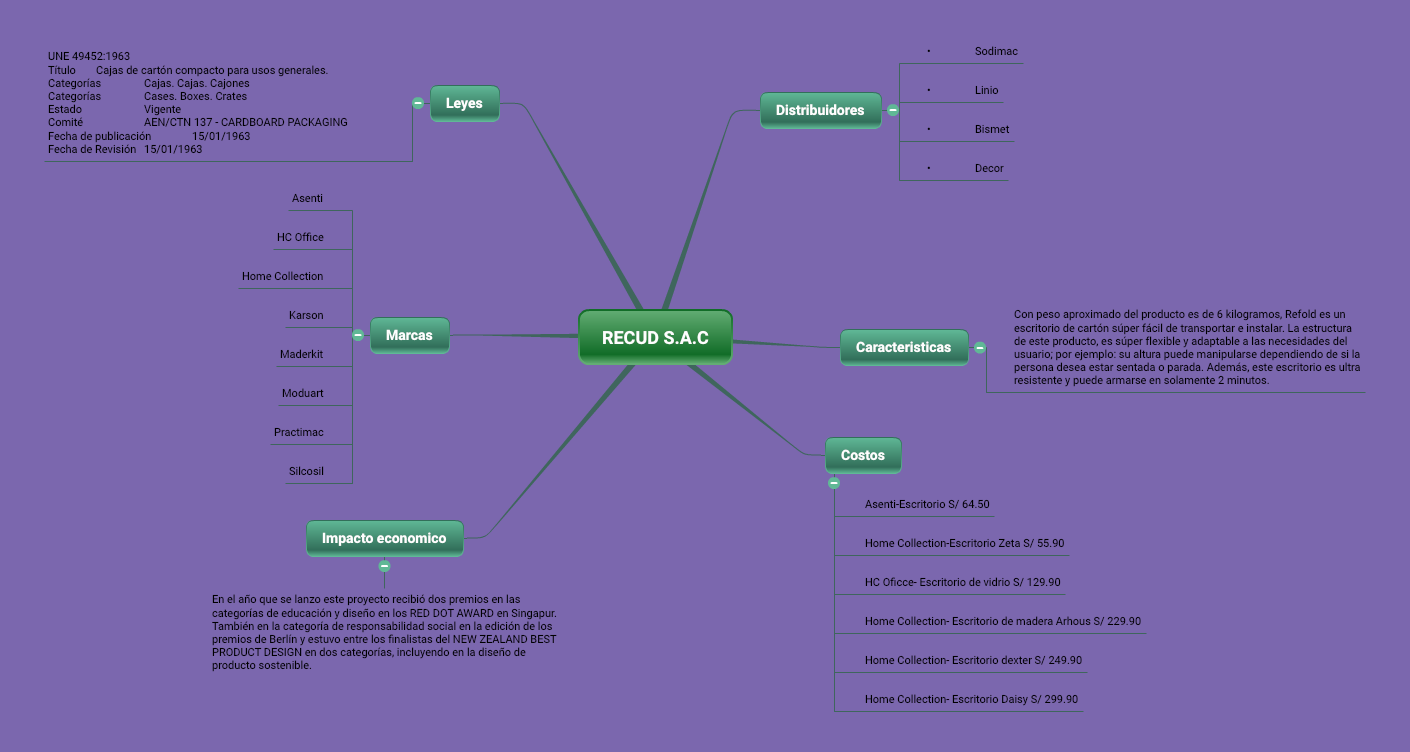 UNE 49452:1963
Título Cajas de cartón compacto para usos generales.
Categorías Cajas. Cajas. Cajones
Categorías Cases. Boxes. Crates
Estado Vigente
Comité AEN/CTN 137 - CARDBOARD PACKAGING
Fecha de publicación 15/01/1963
Fecha de Revisión 15/01/1963
Leyes
Distribuidores
• Sodimac
• Linio
• Bismet
• Decor
Asenti
HC Office
Home Collection
Karson
Maderkit
Moduart
Practimac
Silcosil
Marcas
RECUD S.A.C
Caracteristicas
Con peso aproximado del producto es de 6 kilogramos, Refold es un
escritorio de cartón súper fácil de transportar e instalar. La estructura
de este producto, es súper flexible y adaptable a las necesidades del
usuario; por ejemplo: su altura puede manipularse dependiendo de si la
persona desea estar sentada o parada. Además, este escritorio es ultra
resistente y puede armarse en solamente 2 minutos.
Costos
Asenti-Escritorio S/ 64.50
Home Collection-Escritorio Zeta S/ 55.90
HC Oficce- Escritorio de vidrio S/ 129.90
Home Collection- Escritorio de madera Arhous S/ 229.90
Home Collection- Escritorio dexter S/ 249.90
Home Collection- Escritorio Daisy S/ 299.90
Impacto economico
En el año que se lanzo este proyecto recibió dos premios en las
categorías de educación y diseño en los RED DOT AWARD en Singapur.
También en la categoría de responsabilidad social en la edición de los
premios de Berlín y estuvo entre los finalistas del NEW ZEALAND BEST
PRODUCT DESIGN en dos categorías, incluyendo en la diseño de
producto sostenible.